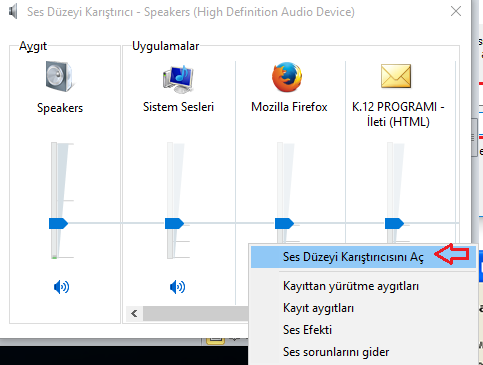 Ses Düzeyi Karıştırıcı - Speakers (High Definition Audio Device)
Aygıt
Uygulamalar
Speakers
Sistem Sesleri
Mozilla Firefox
K.12 PROGRAMI -
İleti (HTML)
Ses Düzeyi Karıştırıcısını Aç
Kayıttan yürütme aygıtları
Kayıt aygıtları
Ses Efekti
Ses sorunlarını gider